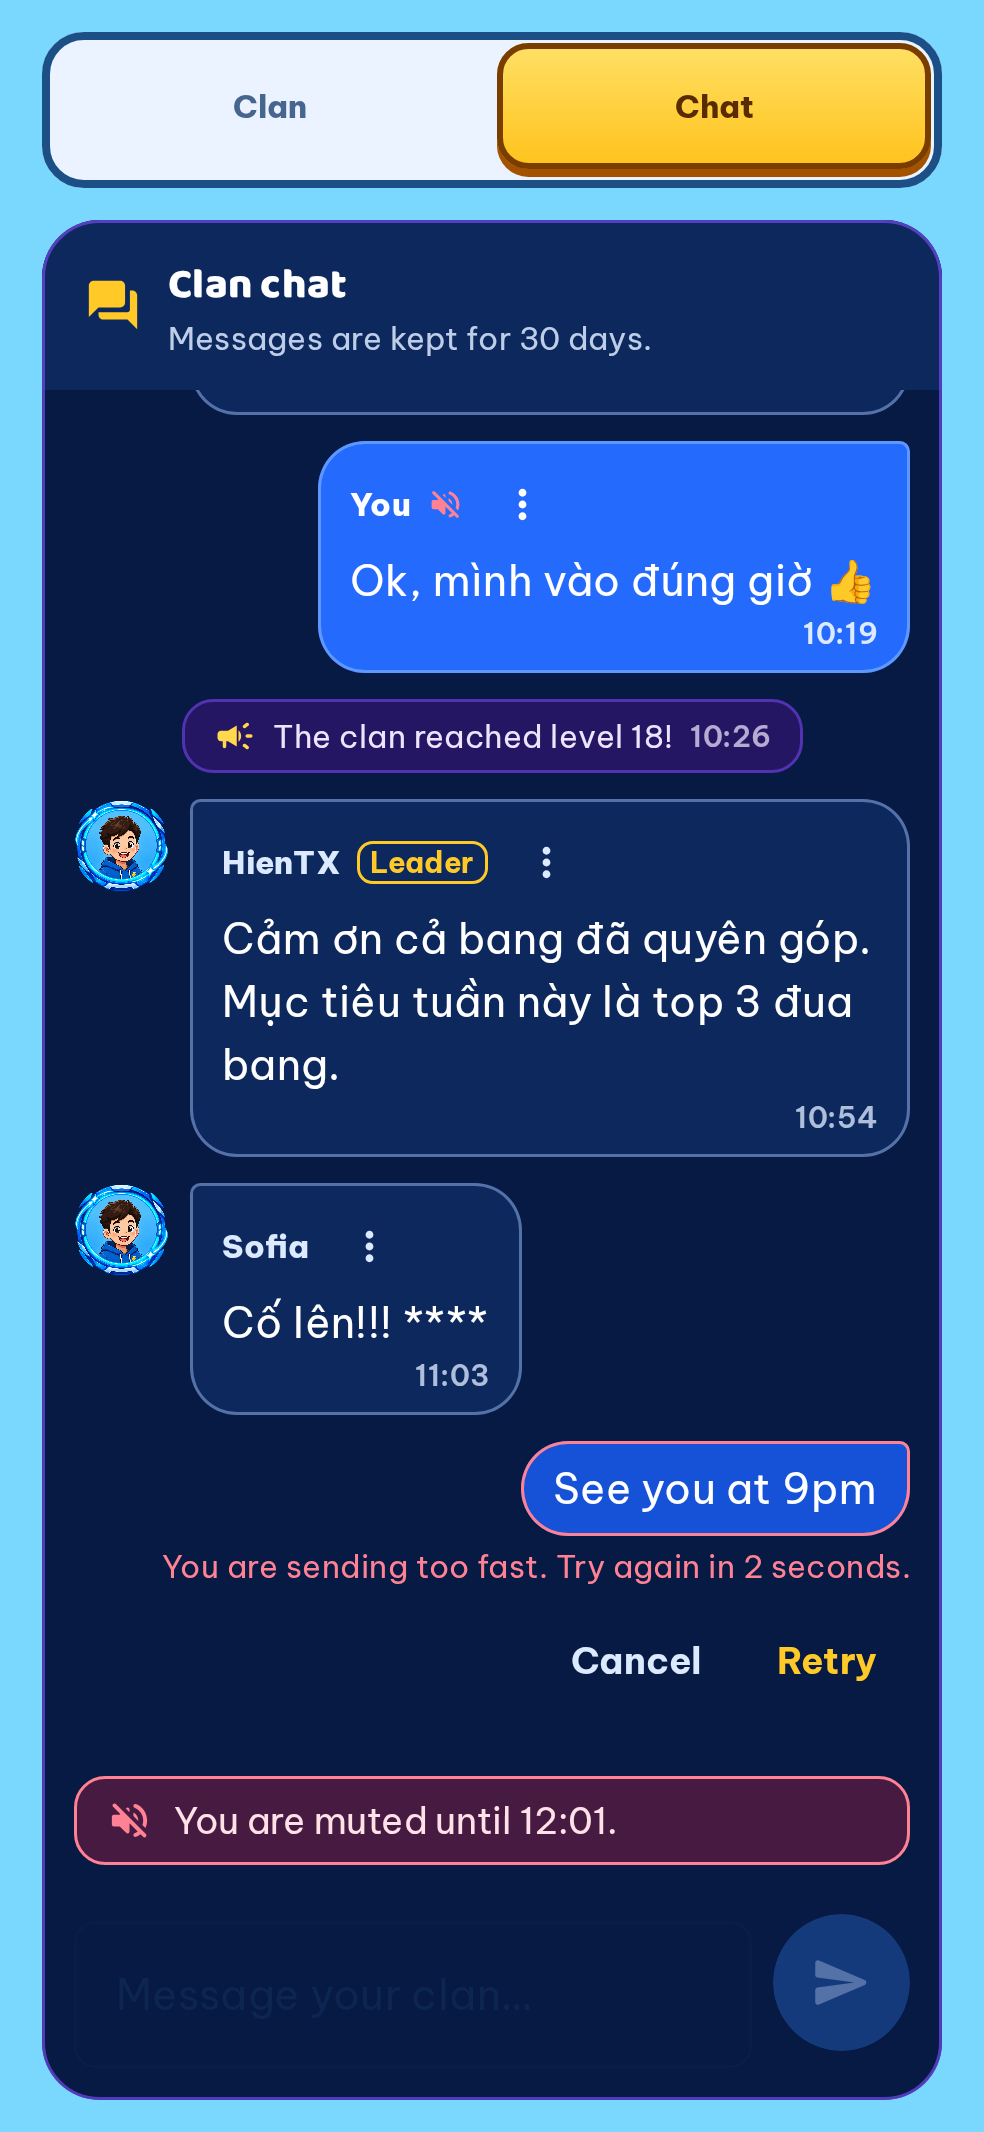 Clan
Chat
Clan chat
Messages are kept for 30 days.
You
Ok, mình vào đúng giờ 👍
10:19
The clan reached level 18! 10:26
HienTX Leader
Cảm ơn cả bang đã quyên góp.
Mục tiêu tuần này là top 3 đua
bang.
10:54
Sofia
Cố lên!!! ****
11:03
See you at 9pm
You are sending too fast. Try again in 2 seconds.
Cancel Retry
You are muted until 12:01.
Message your clan...